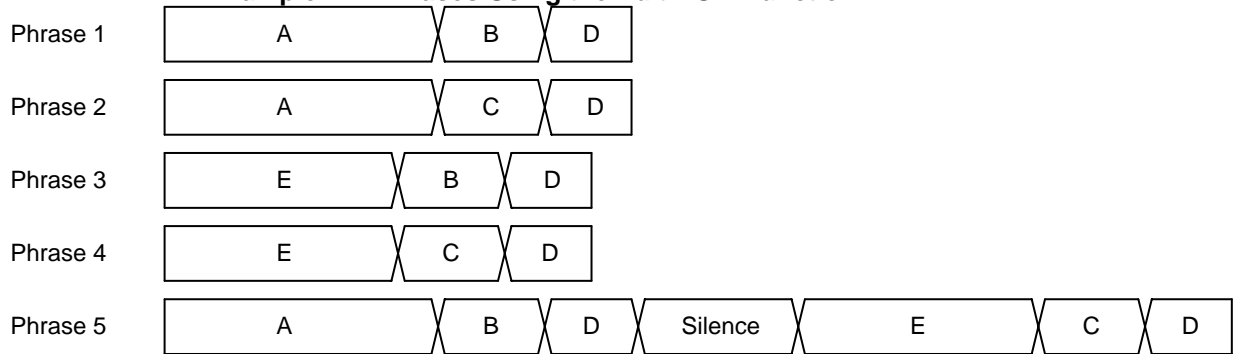 Phrase 1 A B D
Phrase 2 A C D
Phrase 3 E B D
Phrase 4 E C D
Phrase 5 A B D Silence E C D